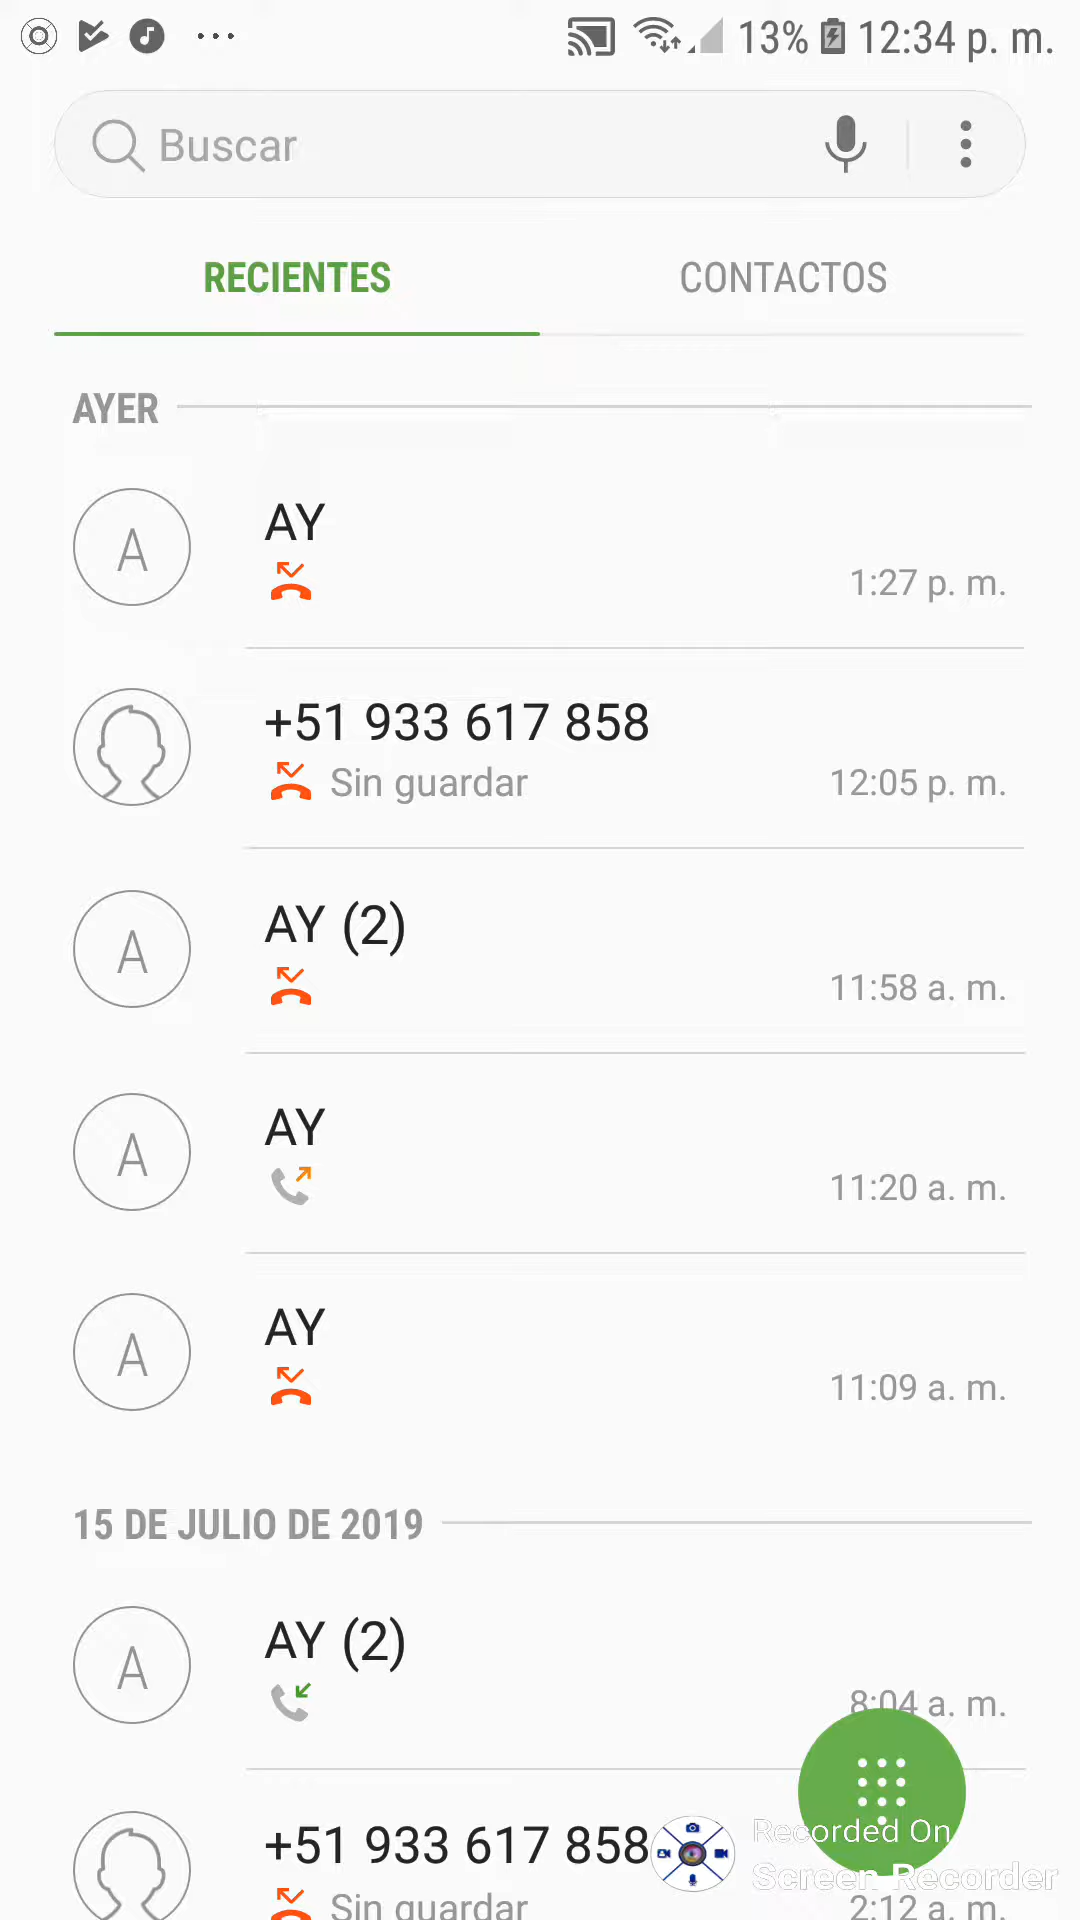 13% 12:34 p. m.
Buscar
RECIENTES CONTACTOS
AYER
A AY
1:27 p. m.
+51 933 617 858
Sin guardar 12:05 p. m.
A AY (2)
11:58 a. m.
A AY
11:20 a. m.
A AY
11:09 a. m.
15 DE JULIO DE 2019
A AY (2)
8:04 a. m.
+51 933 617 858
Recorded On
Screen Recorder
Sin guardar 2:12 a. m.